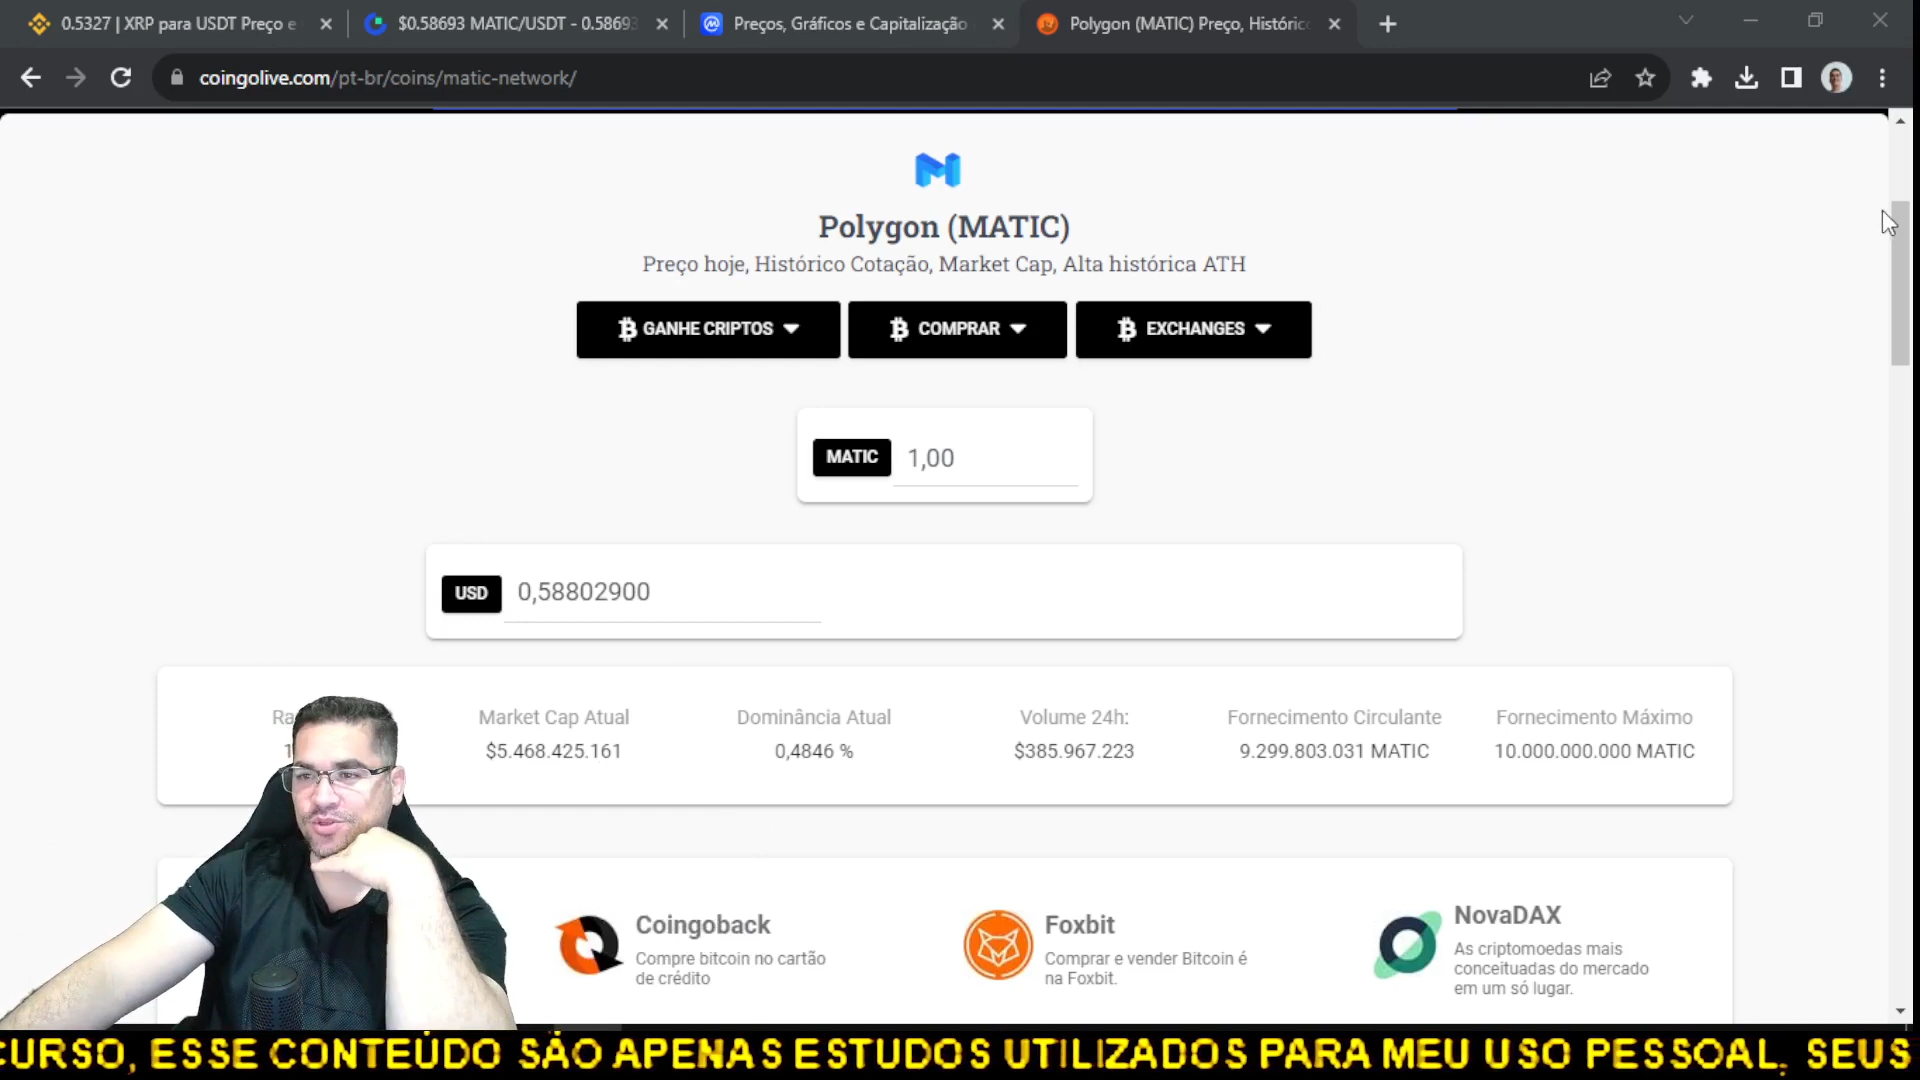 0.5327 | XRP para USDT Preço e
$0.58693 MATIC/USDT - 0.5869
Preços, Gráficos e Capitalização
Polygon (MATIC) Preço, Históric
coingolive.com/pt-br/coins/matic-network/
Polygon (MATIC)
Preço hoje, Histórico Cotação, Market Cap, Alta histórica ATH
GANHE CRIPTOS
COMPRAR
EXCHANGES
MATIC 1,00
USD 0,58802900
Market Cap Atual
$5.468.425.161
Dominância Atual
0,4846 %
Volume 24h:
$385.967.223
Fornecimento Circulante
9.299.803.031 MATIC
Fornecimento Máximo
10.000.000.000 MATIC
Coingoback
Compre bitcoin no cartão
de crédito
Foxbit
Comprar e vender Bitcoin é
na Foxbit.
NovaDAX
As criptomoedas mais
conceituadas do mercado
em um só lugar.
CURSO, ESSE CONTEÚDO SÃO APENAS ESTUDOS UTILIZADOS PARA MEU USO PESSOAL, SEUS